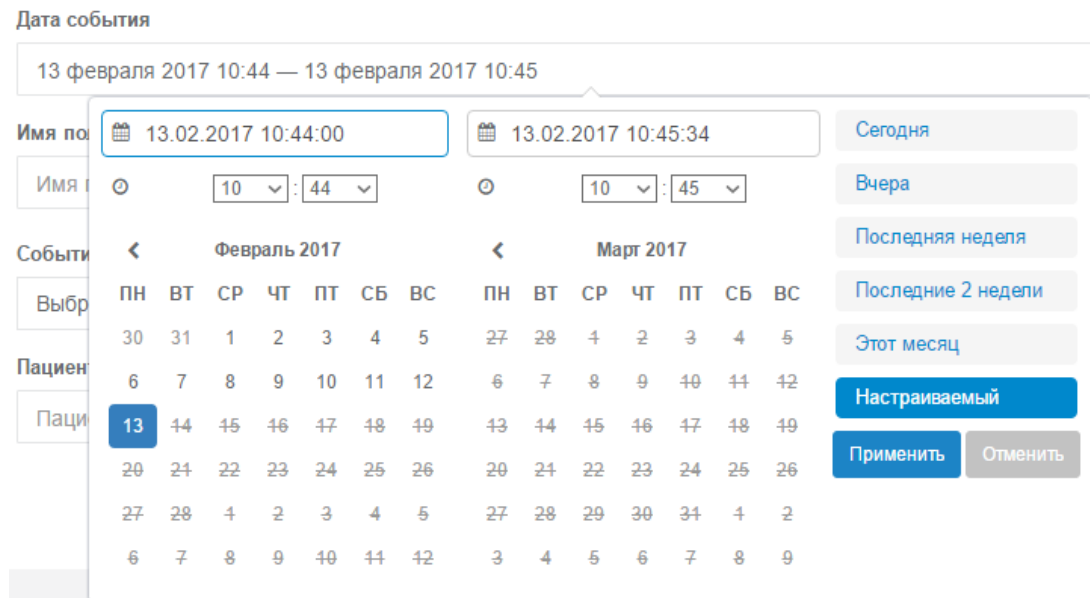 Дата события
13 февраля 2017 10:44 — 13 февраля 2017 10:45
Имя по
13.02.2017 10:44:00
13.02.2017 10:45:34
Имя
10 : 44
10 : 45
Событи
Выбр
Пациен
Паци
Февраль 2017
ПН ВТ СР ЧТ ПТ СБ ВС
30 31 1 2 3 4 5
6 7 8 9 10 11 12
13 14 15 16 17 18 19
20 21 22 23 24 25 26
27 28 1 2 3 4 5
6 7 8 9 10 11 12
Март 2017
ПН ВТ СР ЧТ ПТ СБ ВС
27 28 1 2 3 4 5
6 7 8 9 10 11 12
13 14 15 16 17 18 19
20 21 22 23 24 25 26
27 28 29 30 31 1 2
3 4 5 6 7 8 9
Сегодня
Вчера
Последняя неделя
Последние 2 недели
Этот месяц
Настраиваемый
Применить
Отменить